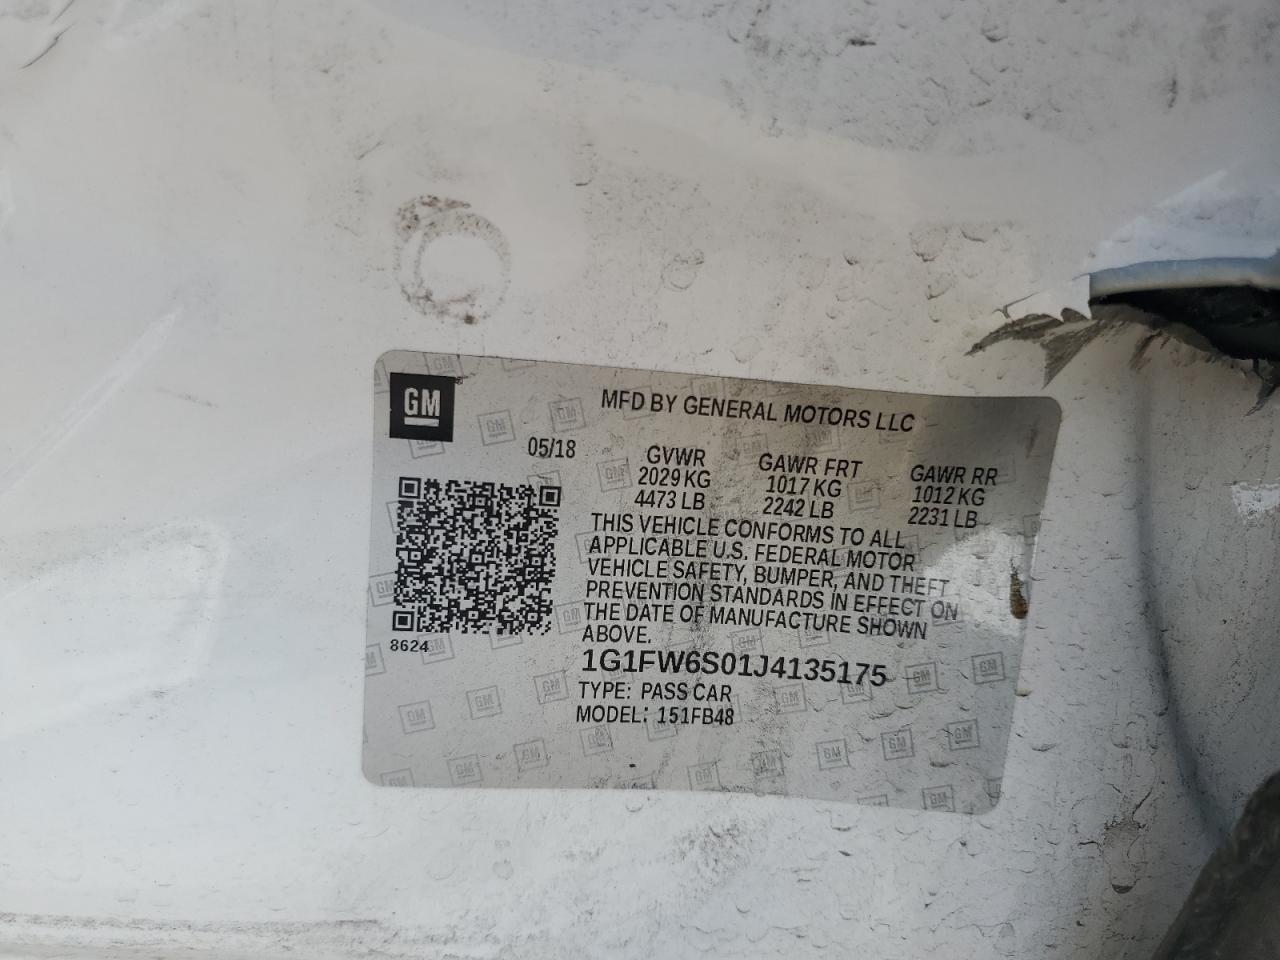 GM
MFD BY GENERAL MOTORS LLC
05/18
GVWR
2029 KG
4473 LB
GAWR FRT
1017 KG
2242 LB
GAWR RR
1012 KG
2231 LB
THIS VEHICLE CONFORMS TO ALL
APPLICABLE U.S. FEDERAL MOTOR
VEHICLE SAFETY, BUMPER, AND THEFT
PREVENTION STANDARDS IN EFFECT ON
THE DATE OF MANUFACTURE SHOWN
ABOVE.
8624
1G1FW6S01J4135175
TYPE: PASS CAR
MODEL: 151FB48